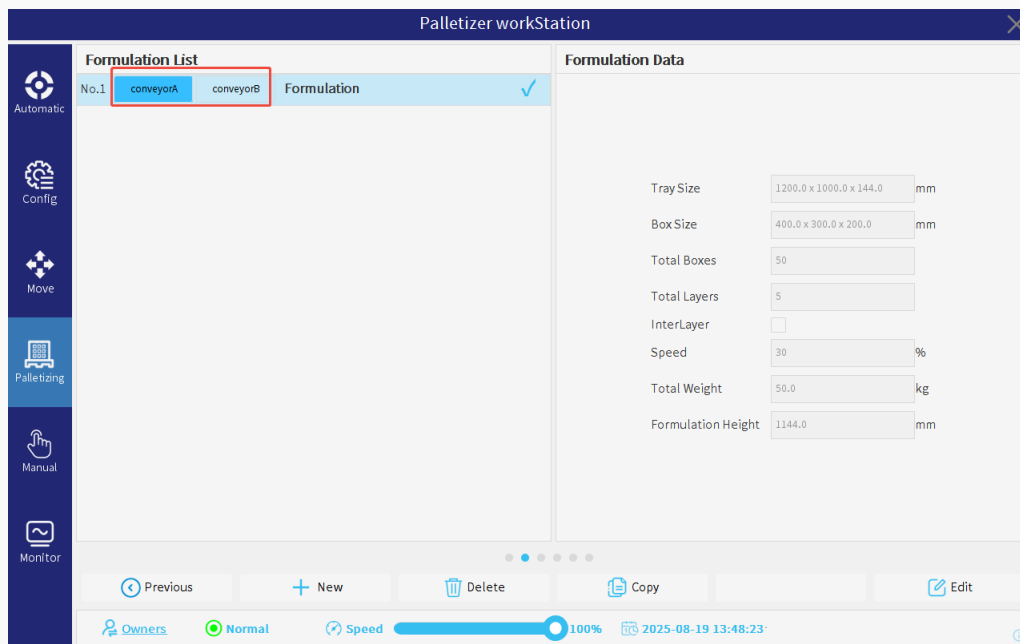 Palletizer workStation
Automatic
Config
Move
Palletizing
Manual
Monitor
Formulation List
No.1 conveyorA conveyorB Formulation
Formulation Data
Tray Size 1200.0 x 1000.0 x 144.0 mm
Box Size 400.0 x 300.0 x 200.0 mm
Total Boxes 50
Total Layers 5
InterLayer
Speed 30 %
Total Weight 50.0 kg
Formulation Height 1144.0 mm
Previous New Delete Copy Edit
Owners Normal Speed 100% 2025-08-19 13:48:23